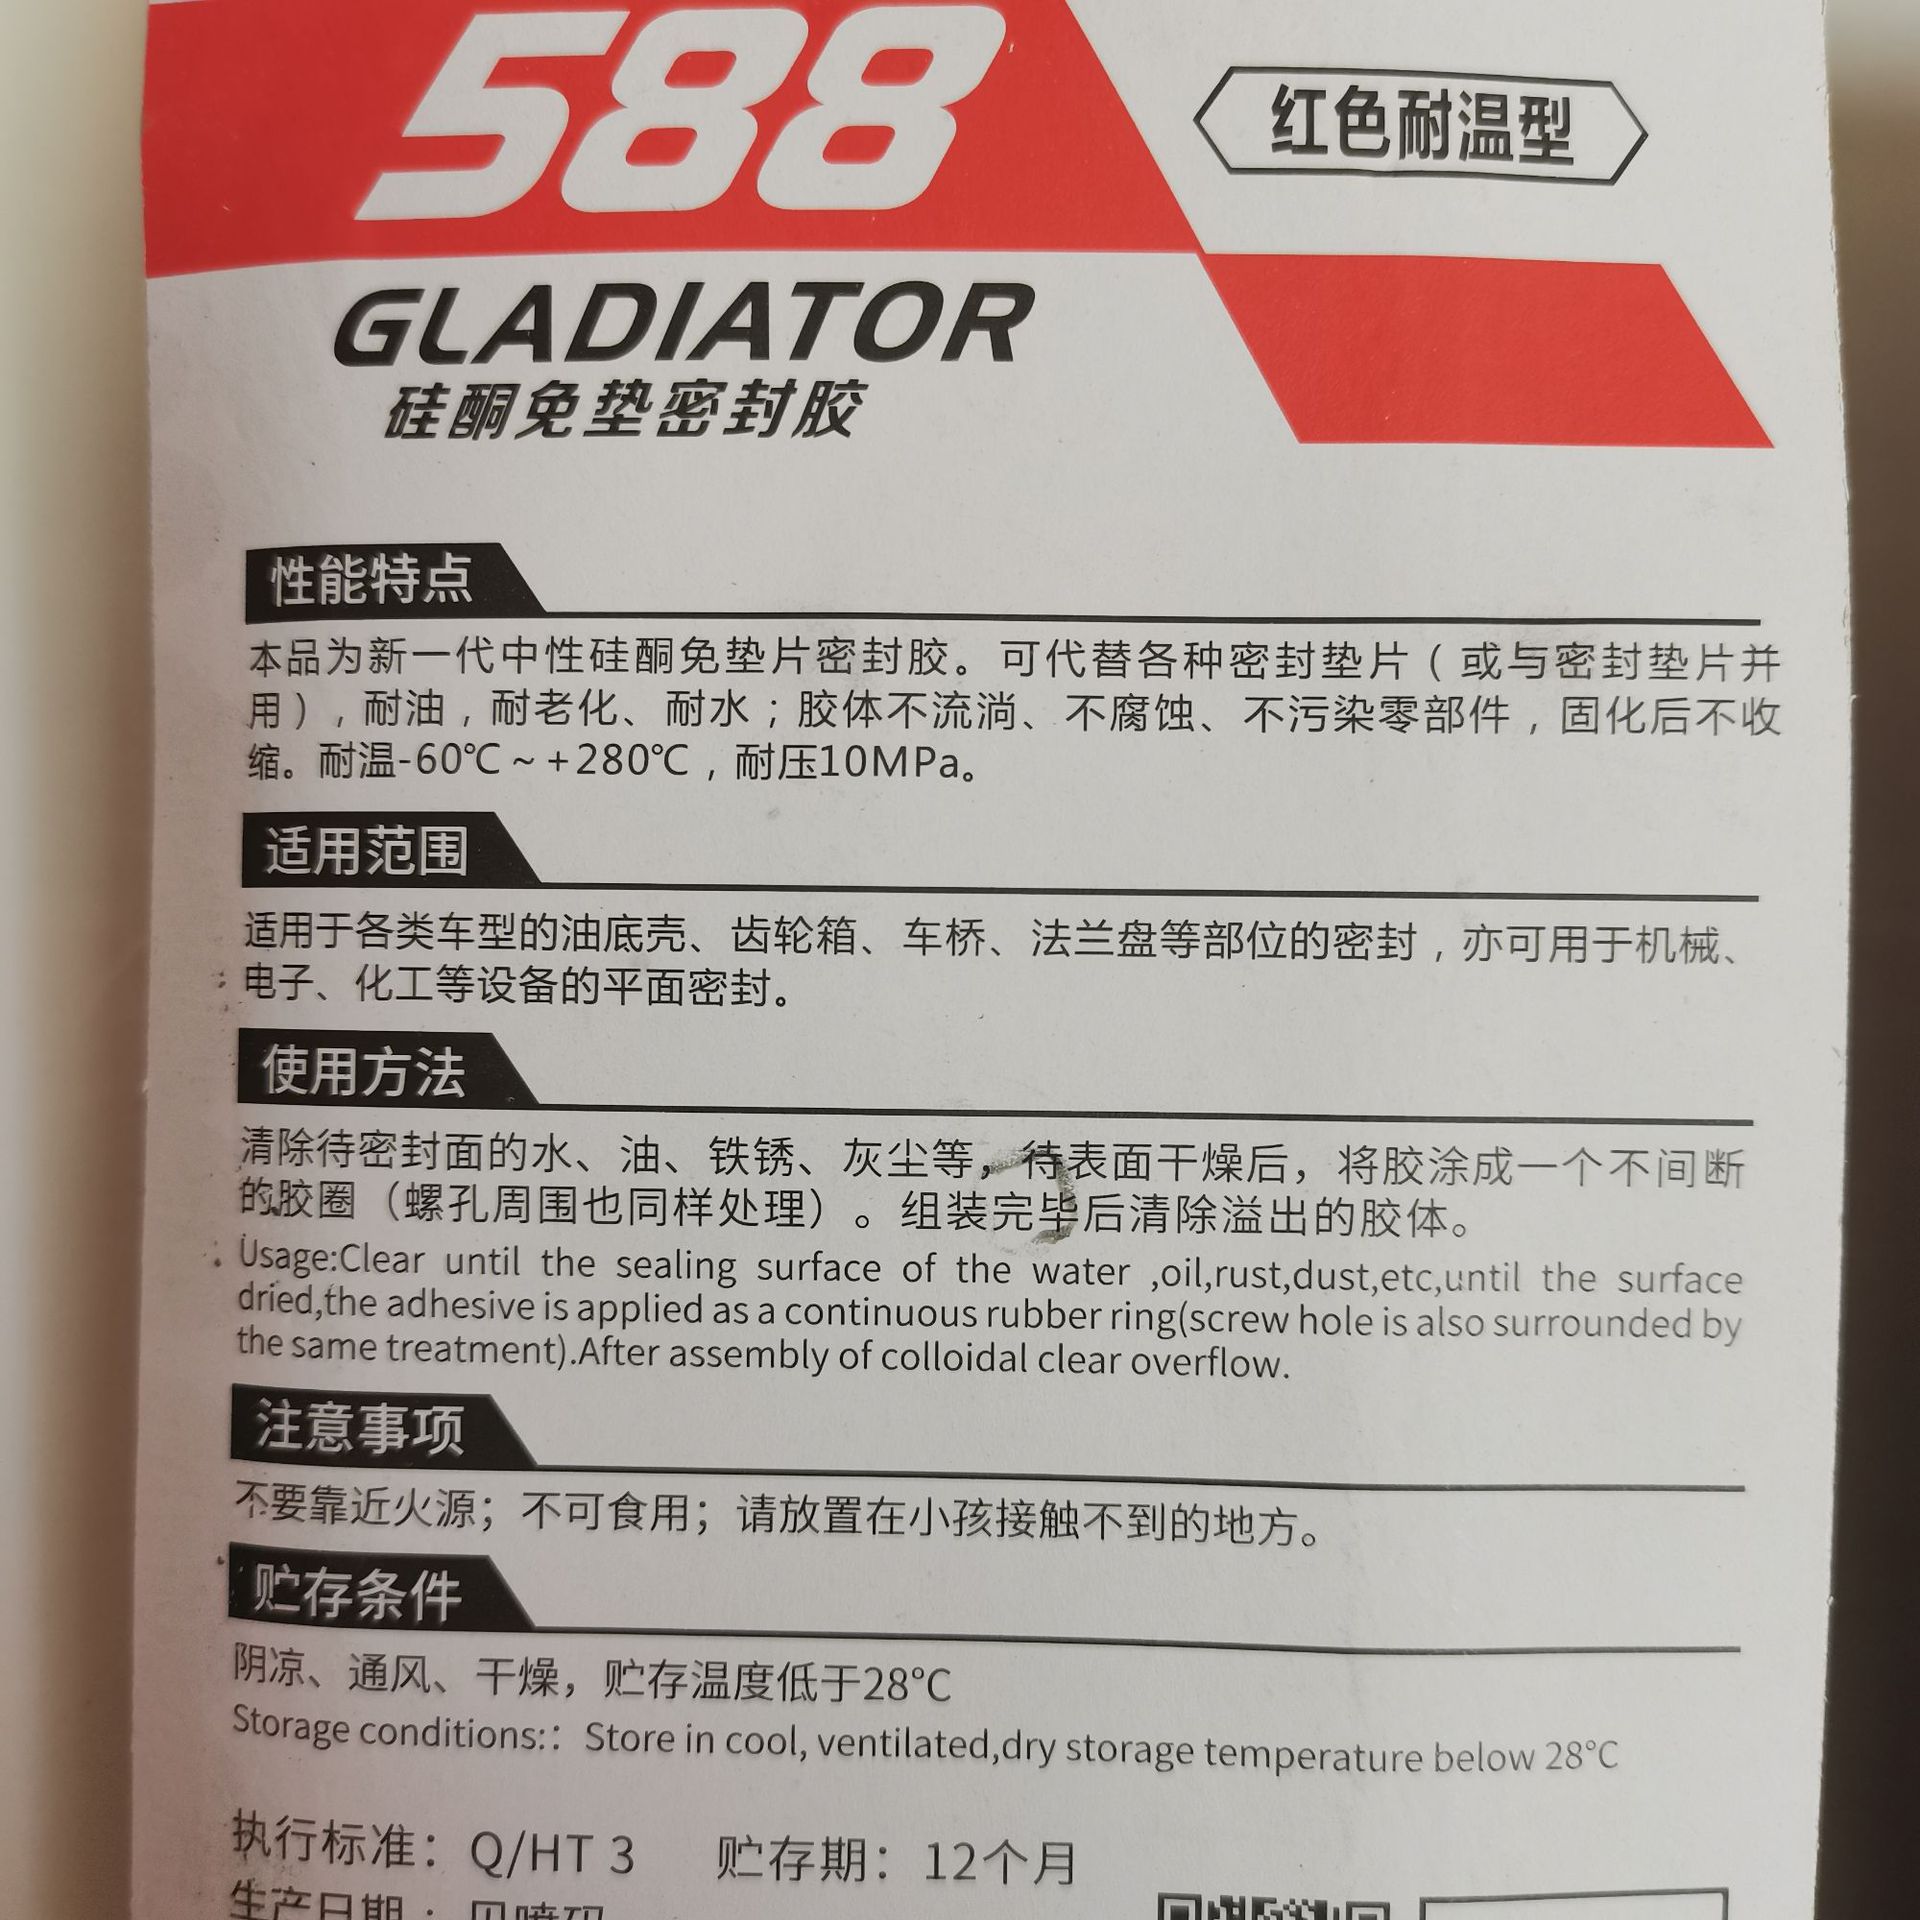 588
红色耐温型
GLADIATOR
硅酮免垫密封胶
性能特点
本品为新一代中性硅酮免垫片密封胶。可代替各种密封垫片（或与密封垫片并
用），耐油，耐老化、耐水；胶体不流淌、不腐蚀、不污染零部件，固化后不收
缩。耐温-60℃～+280℃，耐压10MPa。
适用范围
适用于各类车型的油底壳、齿轮箱、车桥、法兰盘等部位的密封，亦可用于机械、
电子、化工等设备的平面密封。
使用方法
清除待密封面的水、油、铁锈、灰尘等，待表面干燥后，将胶涂成一个不间断
的胶圈（螺孔周围也同样处理）。组装完毕后清除溢出的胶体。
Usage:Clear until the sealing surface of the water ,oil,rust,dust,etc,until the surface
dried,the adhesive is applied as a continuous rubber ring(screw hole is also surrounded by
the same treatment).After assembly of colloidal clear overflow.
注意事项
不要靠近火源；不可食用；请放置在小孩接触不到的地方。
贮存条件
阴凉、通风、干燥，贮存温度低于28℃
Storage conditions:：Store in cool, ventilated,dry storage temperature below 28℃
执行标准：Q/HT 3 贮存期：12个月
生产日期：见喷码